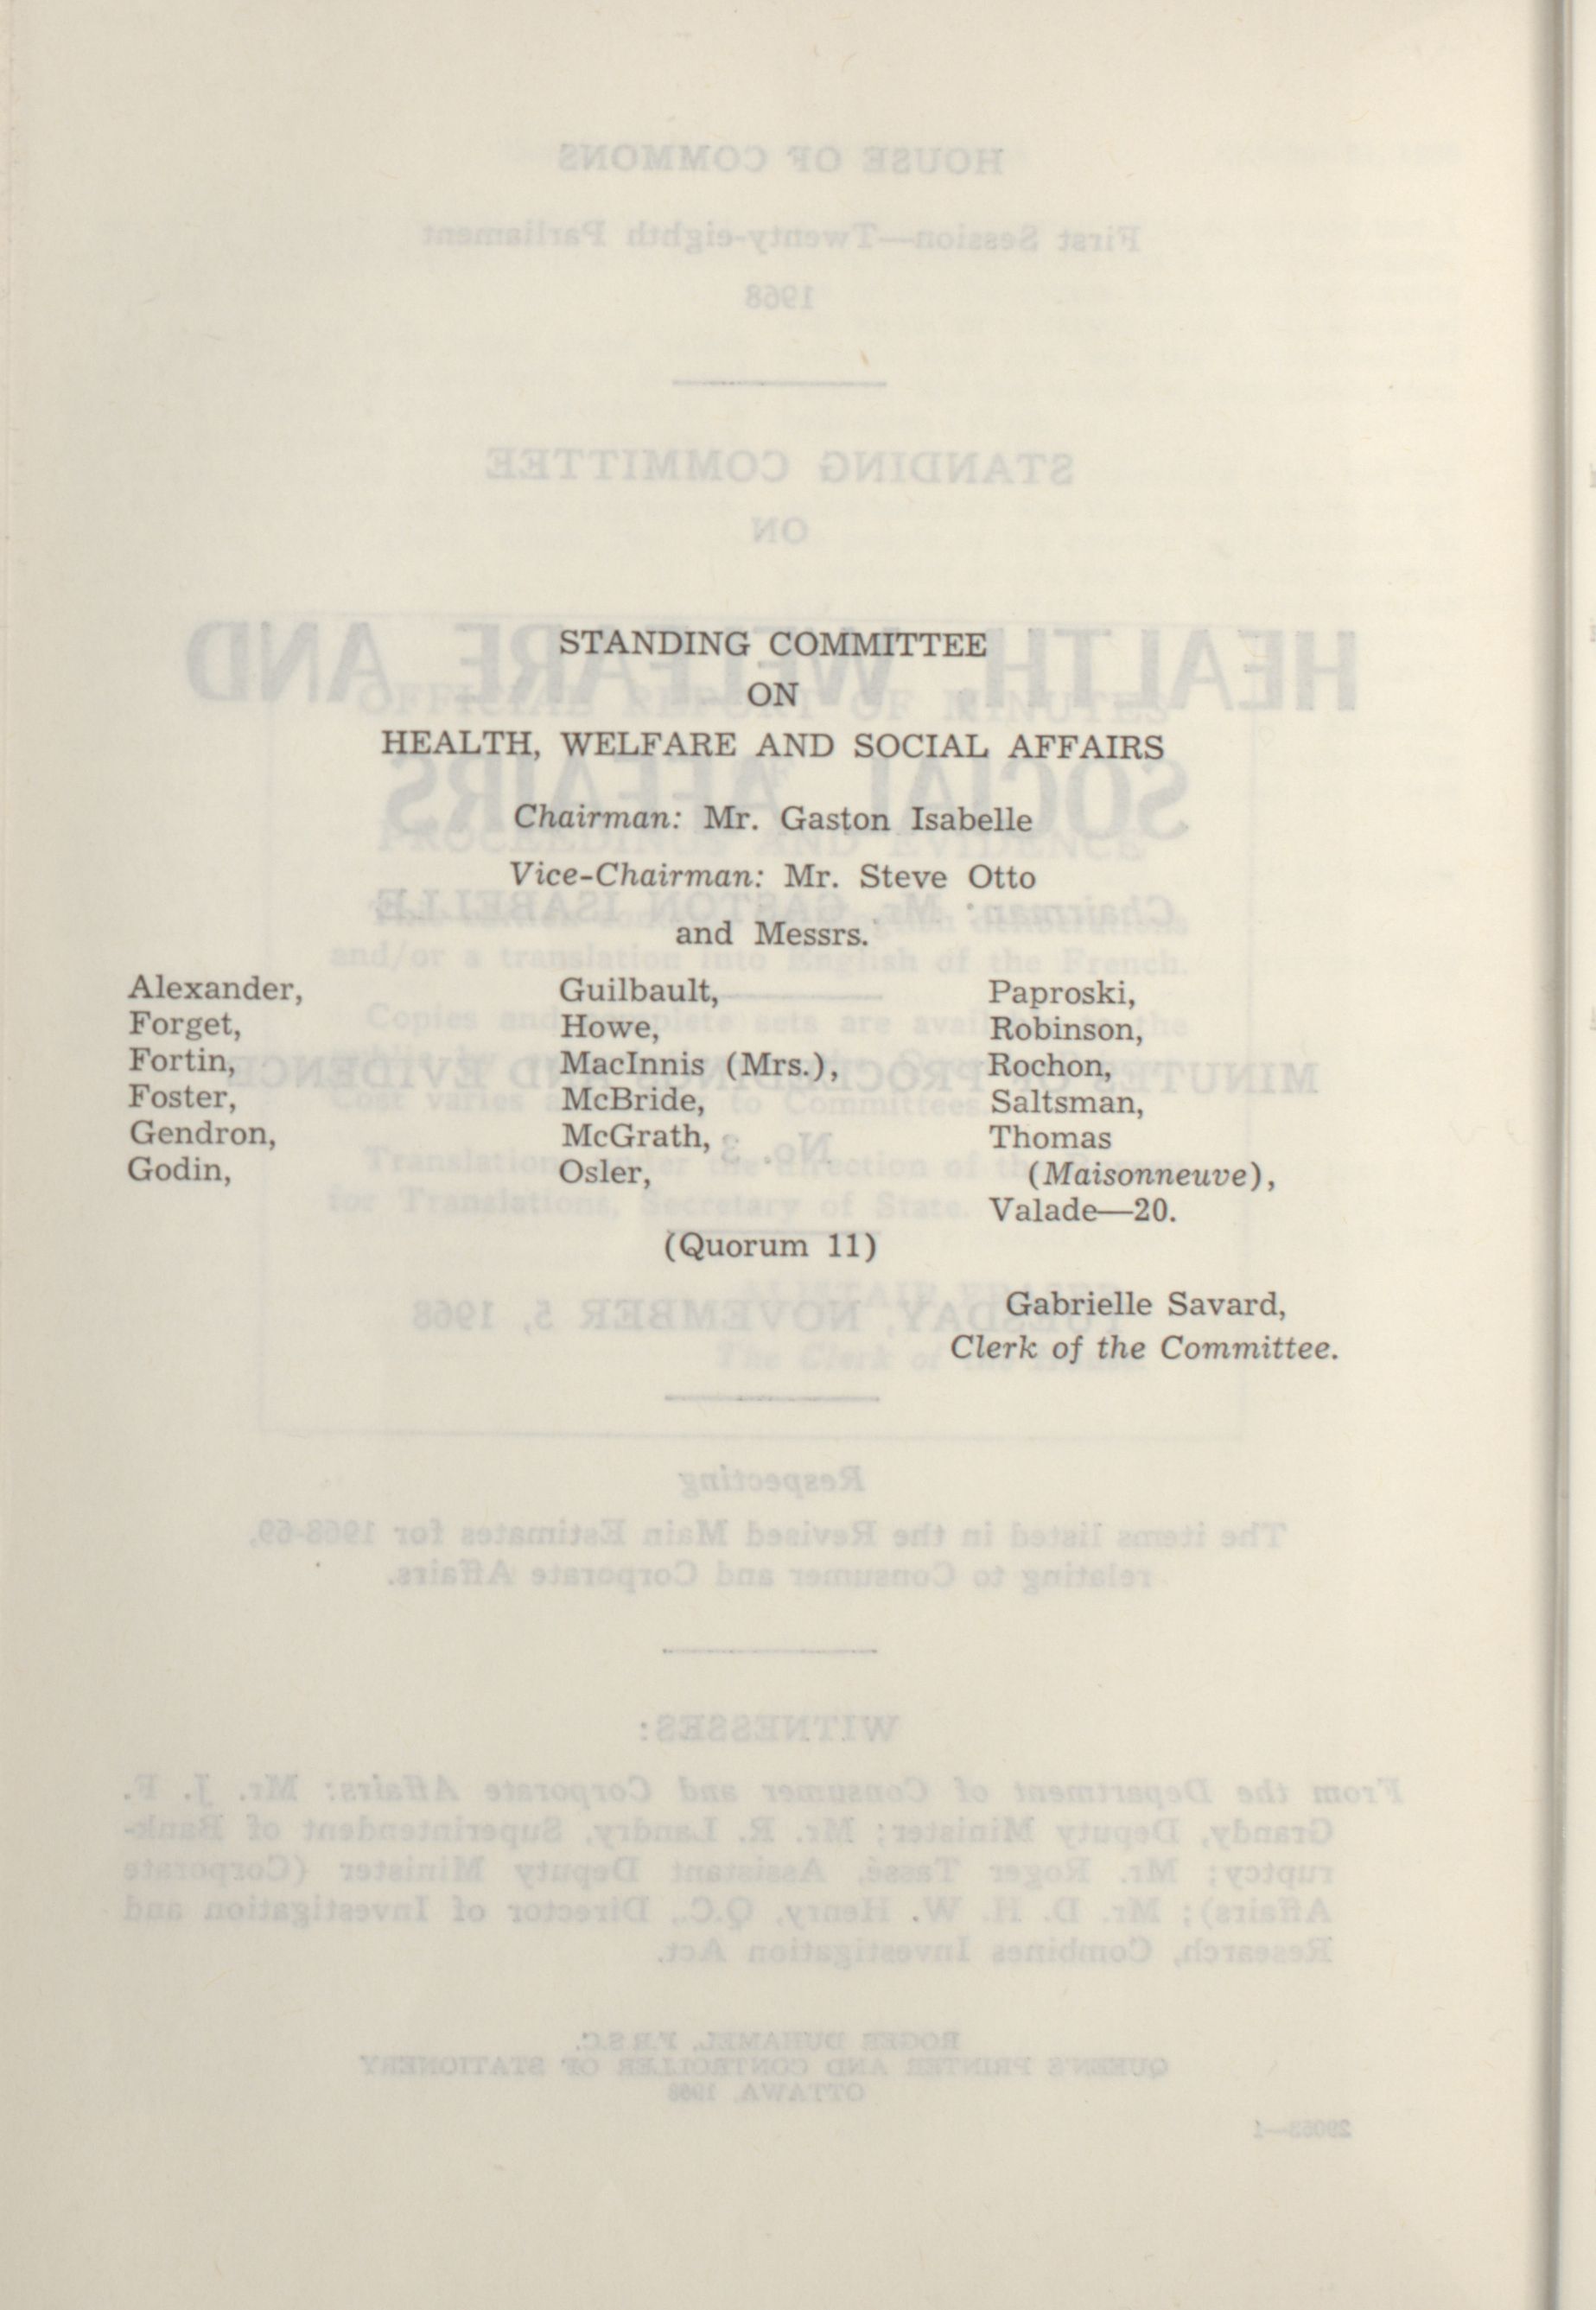 STANDING COMMITTEE
ON
HEALTH, WELFARE AND SOCIAL AFFAIRS
Chairman: Mr. Gaston Isabelle
Vice-Chairman: Mr. Steve Otto
and Messrs.
Alexander,
Forget,
Fortin,
Foster,
Gendron,
Godin,
Guilbault,
Howe,
MacInnis (Mrs.),
McBride,
McGrath,
Osler,
Paproski,
Robinson,
Rochon,
Saltsman,
Thomas
(Maisonneuve),
Valade—20.
(Quorum 11)
Gabrielle Savard,
Clerk of the Committee.